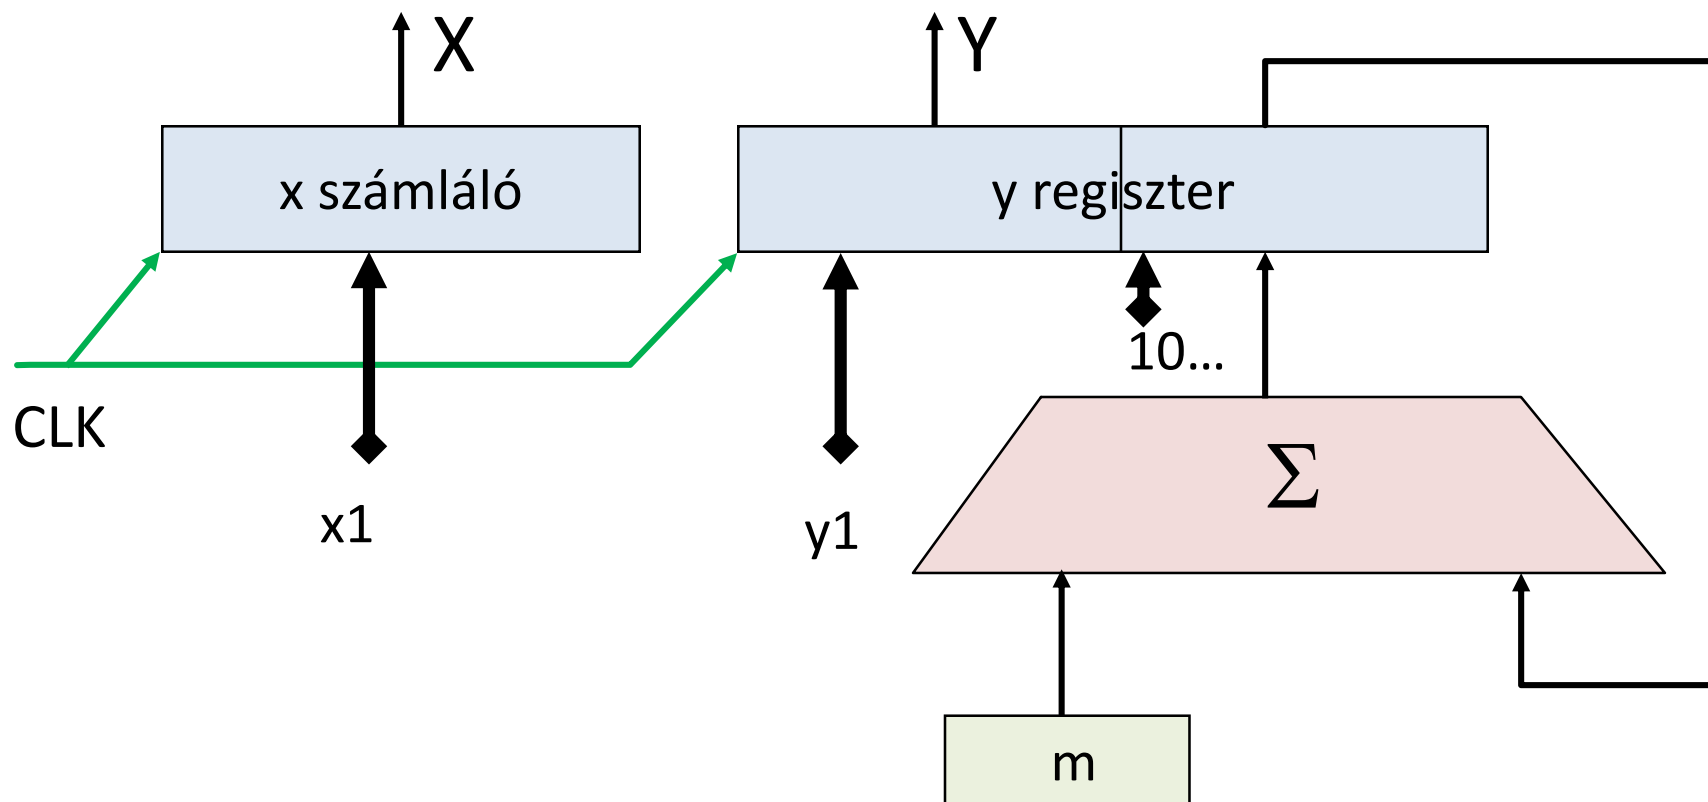 X
Y
x számláló
y regiszter
10...
CLK
Σ
x1
y1
m